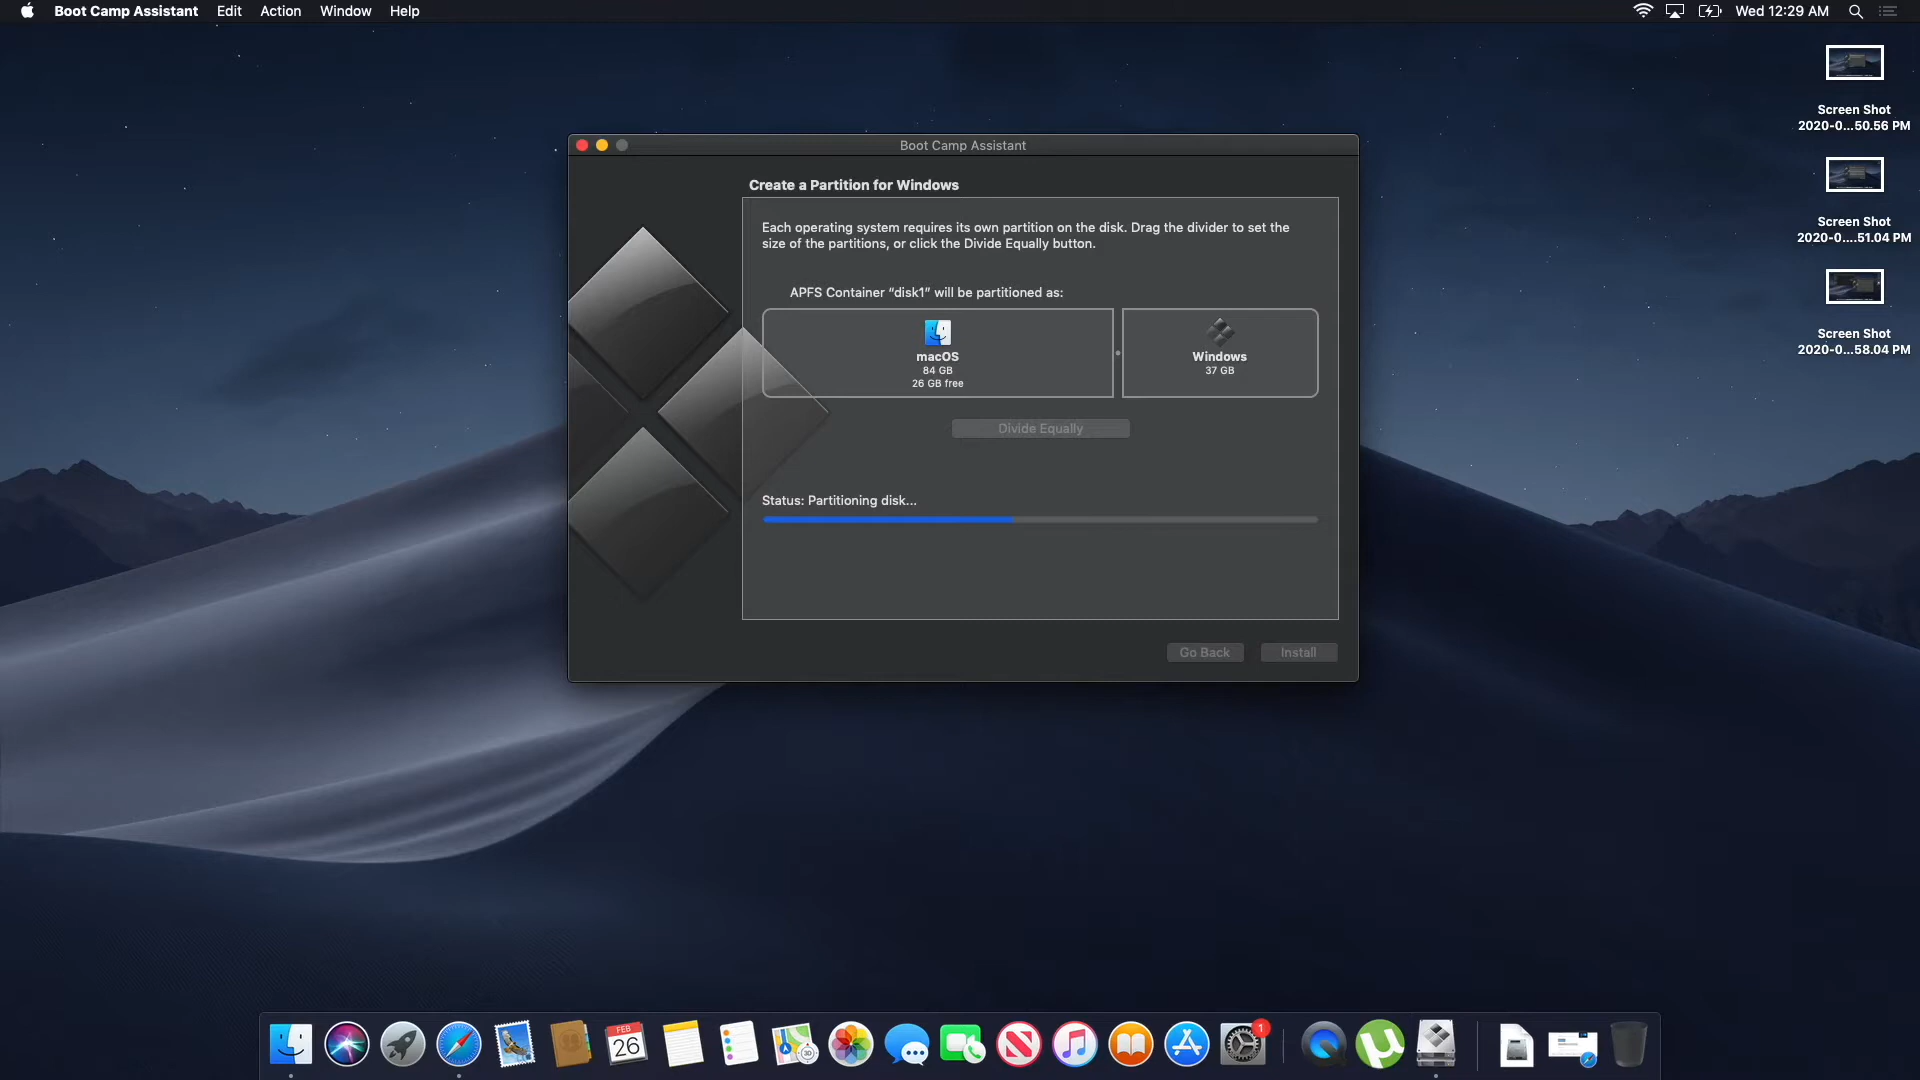 Boot Camp Assistant Edit Action Window Help
Wed 12:29 AM
Screen Shot
2020-0...50.56 PM
Screen Shot
2020-0....51.04 PM
Screen Shot
2020-0...58.04 PM
Boot Camp Assistant
Create a Partition for Windows
Each operating system requires its own partition on the disk. Drag the divider to set the
size of the partitions, or click the Divide Equally button.
APFS Container “disk1” will be partitioned as:
macOS
84 GB
26 GB free
Windows
37 GB
Divide Equally
Status: Partitioning disk...
Go Back
Install
FEB
26
3D
1